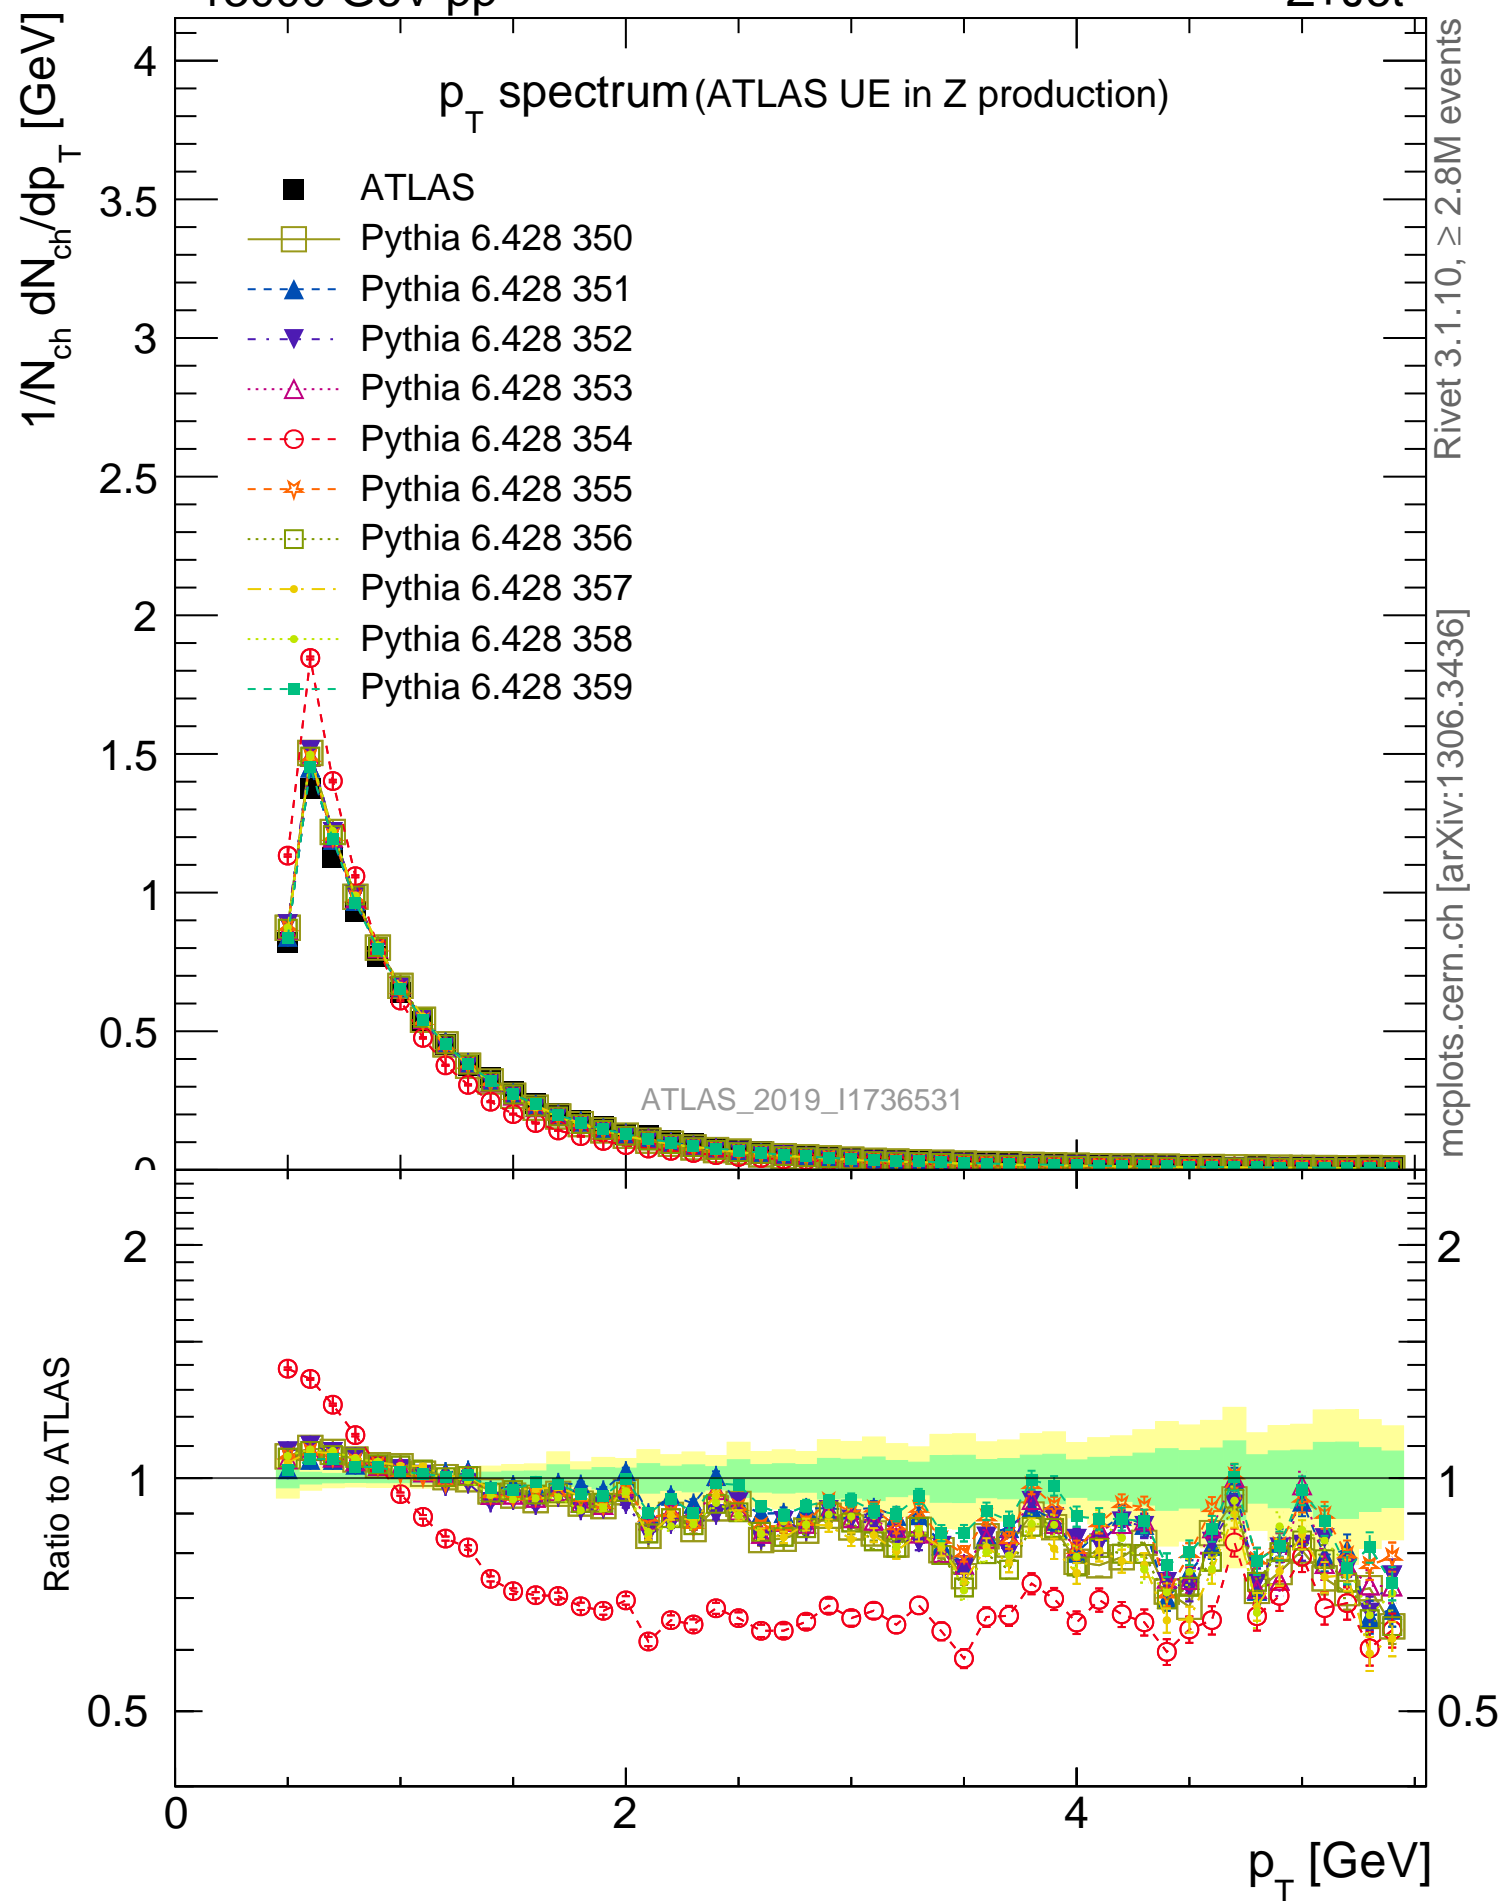 13000 GeV pp Z+Jet
p_T spectrum (ATLAS UE in Z production)
1/N_ch dN_ch/dp_T [GeV]
ATLAS
Pythia 6.428 350
Pythia 6.428 351
Pythia 6.428 352
Pythia 6.428 353
Pythia 6.428 354
Pythia 6.428 355
Pythia 6.428 356
Pythia 6.428 357
Pythia 6.428 358
Pythia 6.428 359
4
3.5
3
2.5
2
1.5
1
0.5
0
ATLAS_2019_I1736531
Rivet 3.1.10, ≥ 2.8M events
mcplots.cern.ch [arXiv:1306.3436]
Ratio to ATLAS
2
1
0.5
2
1
0.5
0 2 4
p_T [GeV]